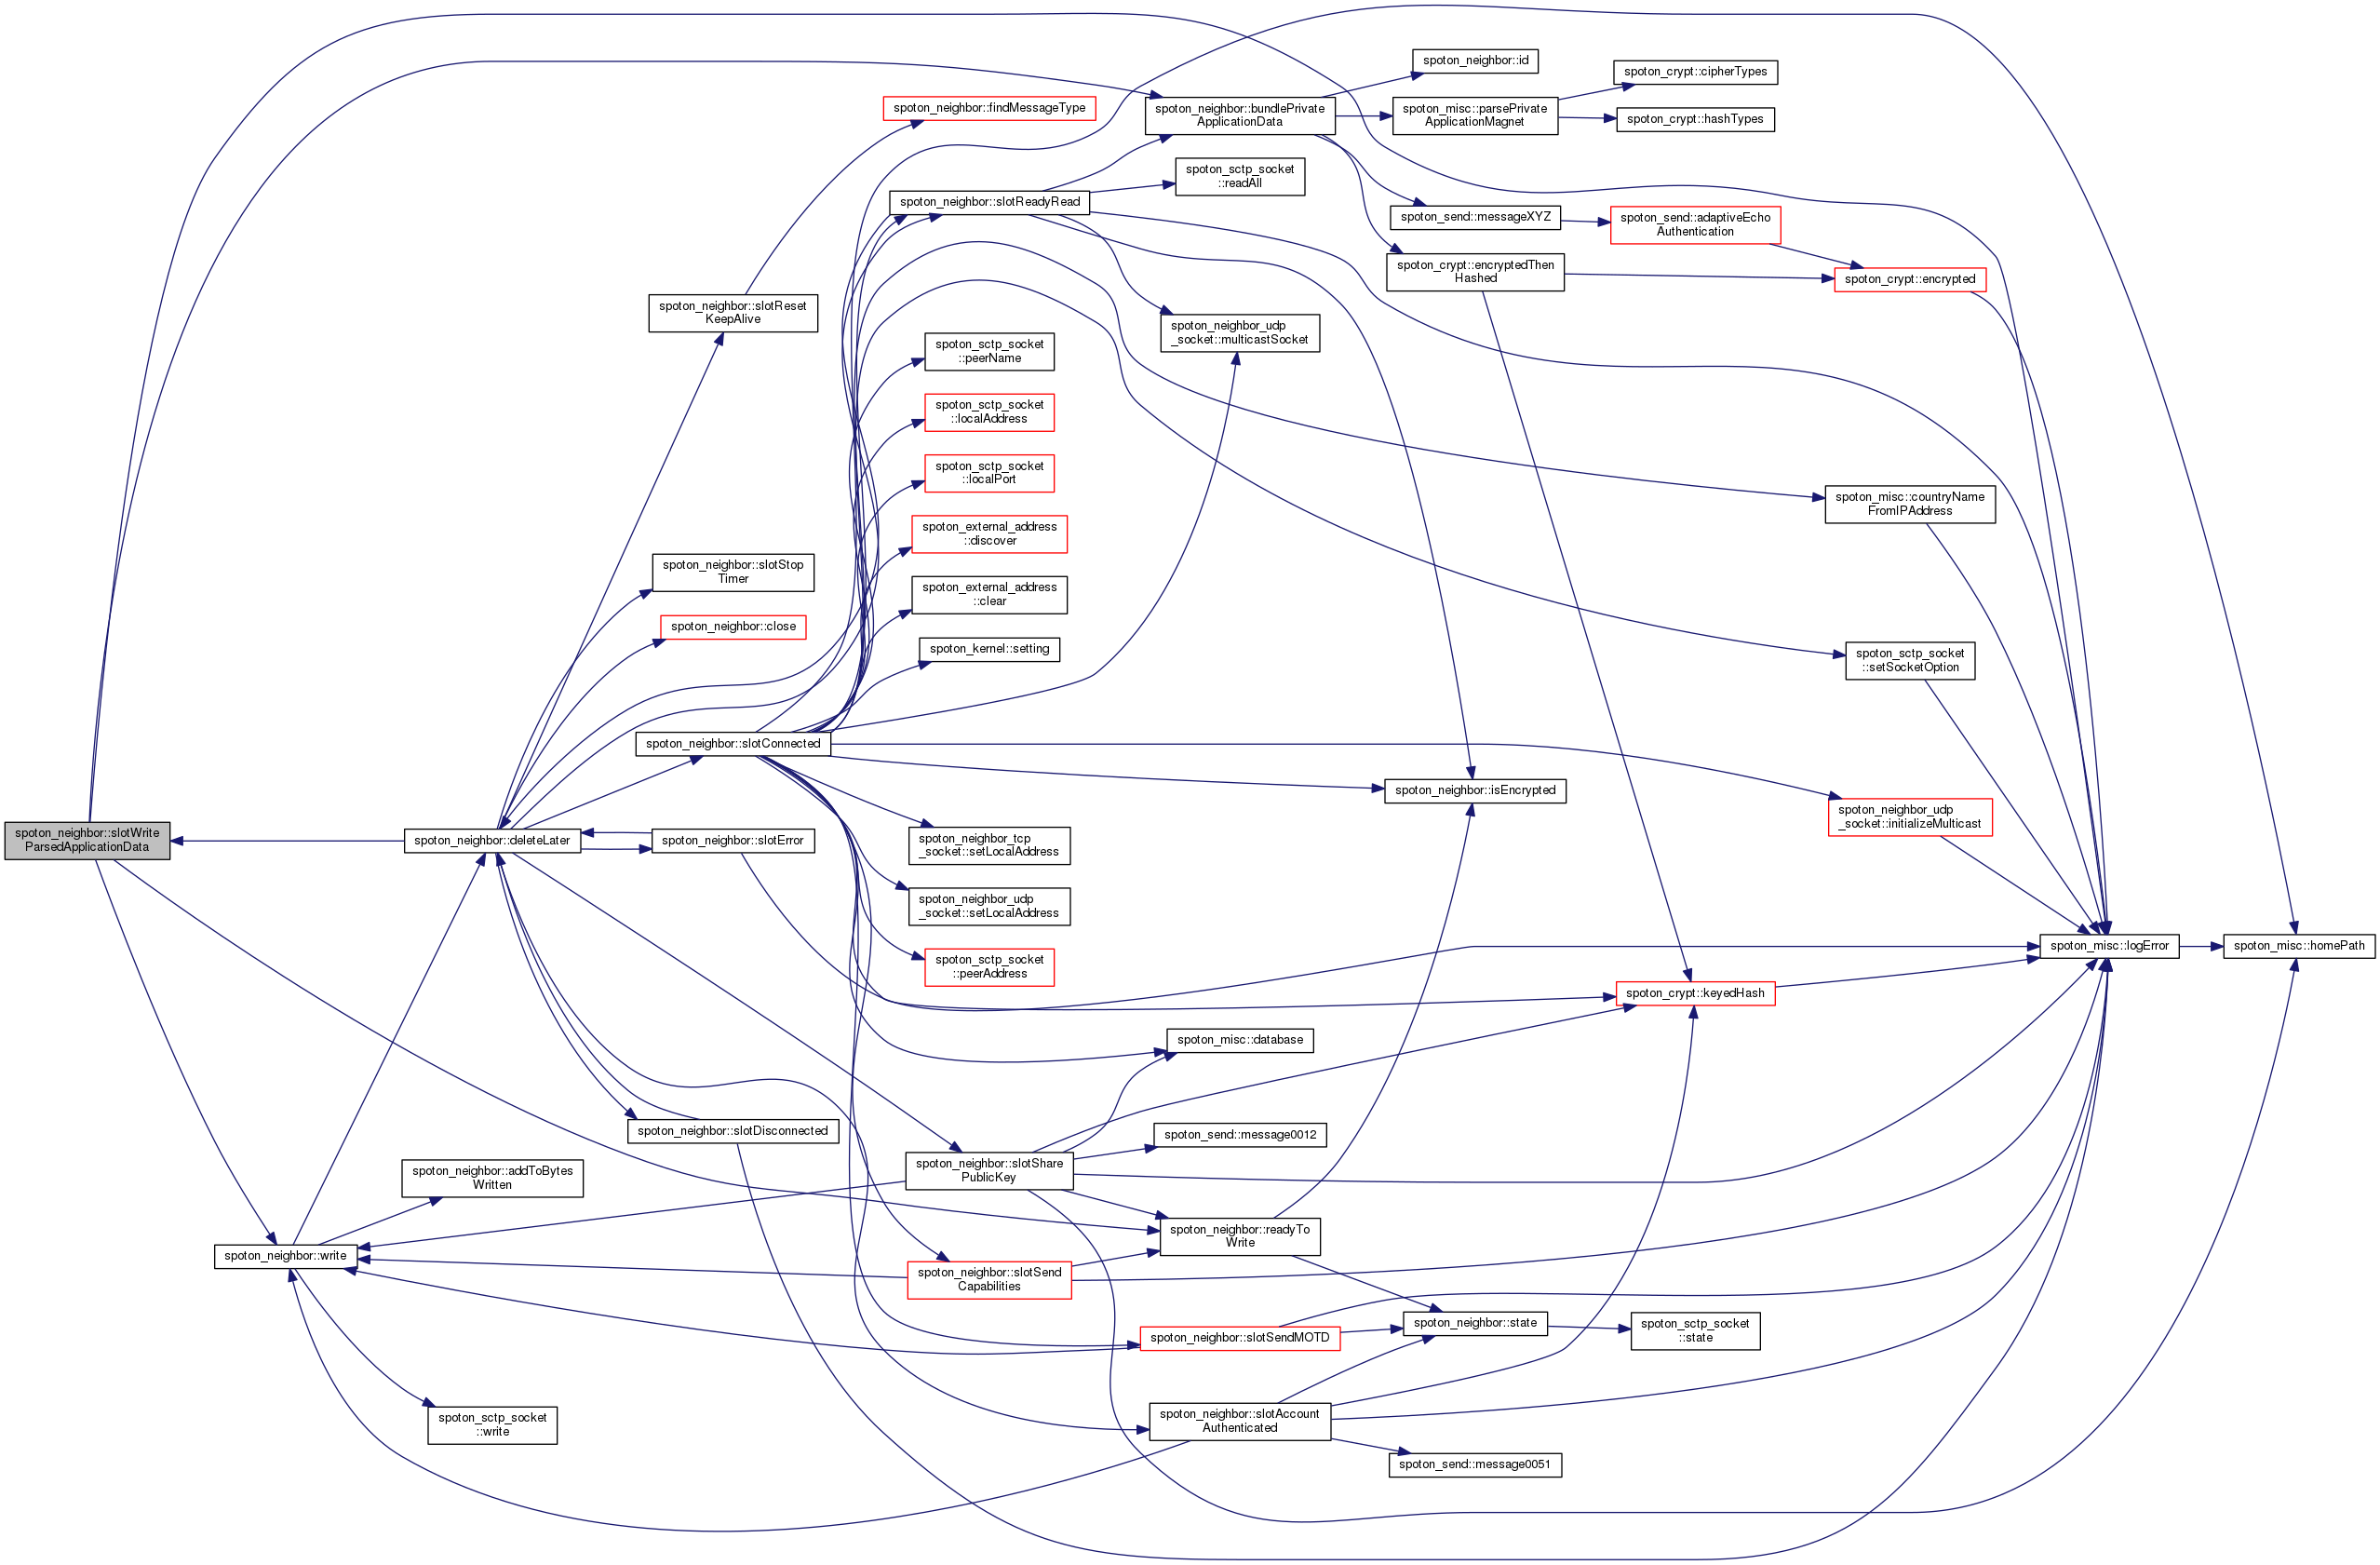 spoton_neighbor::slotWrite
ParsedApplicationData
spoton_neighbor::write
spoton_neighbor::deleteLater
spoton_neighbor::addToBytes
Written
spoton_sctp_socket
::write
spoton_neighbor::slotReset
KeepAlive
spoton_neighbor::slotStop
Timer
spoton_neighbor::close
spoton_neighbor::slotConnected
spoton_neighbor::slotError
spoton_neighbor::slotDisconnected
spoton_neighbor::findMessageType
spoton_neighbor::slotReadyRead
spoton_sctp_socket
::peerName
spoton_sctp_socket
::localAddress
spoton_sctp_socket
::localPort
spoton_external_address
::discover
spoton_external_address
::clear
spoton_kernel::setting
spoton_neighbor_tcp
_socket::setLocalAddress
spoton_neighbor_udp
_socket::setLocalAddress
spoton_sctp_socket
::peerAddress
spoton_neighbor::slotShare
PublicKey
spoton_neighbor::slotSend
Capabilities
spoton_neighbor::bundlePrivate
ApplicationData
spoton_sctp_socket
::readAll
spoton_neighbor_udp
_socket::multicastSocket
spoton_misc::database
spoton_send::message0012
spoton_neighbor::readyTo
Write
spoton_neighbor::slotSendMOTD
spoton_neighbor::slotAccount
Authenticated
spoton_neighbor::id
spoton_misc::parsePrivate
ApplicationMagnet
spoton_send::messageXYZ
spoton_crypt::encryptedThen
Hashed
spoton_neighbor::isEncrypted
spoton_neighbor::state
spoton_send::message0051
spoton_crypt::cipherTypes
spoton_crypt::hashTypes
spoton_send::adaptiveEcho
Authentication
spoton_crypt::keyedHash
spoton_sctp_socket
::state
spoton_crypt::encrypted
spoton_misc::countryName
FromIPAddress
spoton_sctp_socket
::setSocketOption
spoton_neighbor_udp
_socket::initializeMulticast
spoton_misc::logError
spoton_misc::homePath